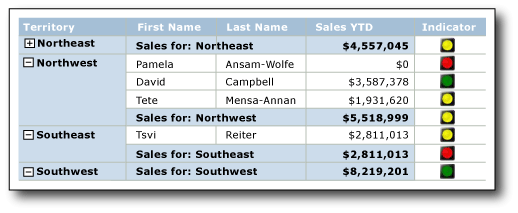 Territory First Name Last Name Sales YTD Indicator
Northeast Sales for: Northeast $4,557,045
Northwest Pamela Ansam-Wolfe $0
David Campbell $3,587,378
Tete Mensa-Annan $1,931,620
Sales for: Northwest $5,518,999
Southeast Tsvi Reiter $2,811,013
Sales for: Southeast $2,811,013
Southwest Sales for: Southwest $8,219,201